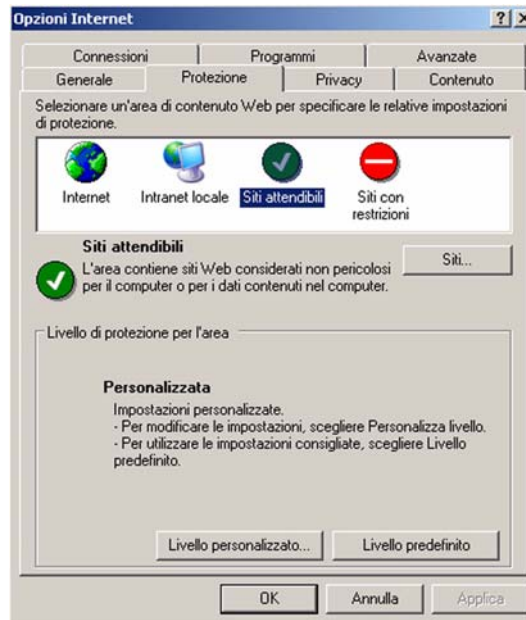 Opzioni Internet
Connessioni Programmi Avanzate
Generale Protezione Privacy Contenuto
Selezionare un'area di contenuto Web per specificare le relative impostazioni
di protezione.
Internet Intranet locale Siti attendibili Siti con
restrizioni
Siti attendibili
L'area contiene siti Web considerati non pericolosi
per il computer o per i dati contenuti nel computer.
Siti...
Livello di protezione per l'area
Personalizzata
Impostazioni personalizzate.
- Per modificare le impostazioni, scegliere Personalizza livello.
- Per utilizzare le impostazioni consigliate, scegliere Livello
predefinito.
Livello personalizzato... Livello predefinito
OK Annulla Applica